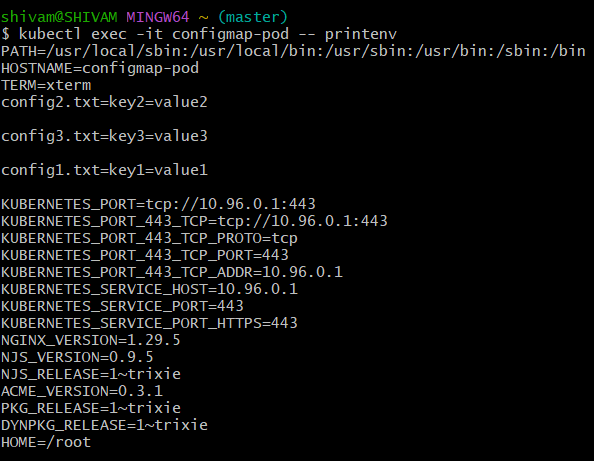 shivam@SHIVAM MINGW64 ~ (master)
$ kubectl exec -it configmap-pod -- printenv
PATH=/usr/local/sbin:/usr/local/bin:/usr/sbin:/usr/bin:/sbin:/bin
HOSTNAME=configmap-pod
TERM=xterm
config2.txt=key2=value2
config3.txt=key3=value3
config1.txt=key1=value1
KUBERNETES_PORT=tcp://10.96.0.1:443
KUBERNETES_PORT_443_TCP=tcp://10.96.0.1:443
KUBERNETES_PORT_443_TCP_PROTO=tcp
KUBERNETES_PORT_443_TCP_PORT=443
KUBERNETES_PORT_443_TCP_ADDR=10.96.0.1
KUBERNETES_SERVICE_HOST=10.96.0.1
KUBERNETES_SERVICE_PORT=443
KUBERNETES_SERVICE_PORT_HTTPS=443
NGINX_VERSION=1.29.5
NJS_VERSION=0.9.5
NJS_RELEASE=1~trixie
ACME_VERSION=0.3.1
PKG_RELEASE=1~trixie
DYNPKG_RELEASE=1~trixie
HOME=/root